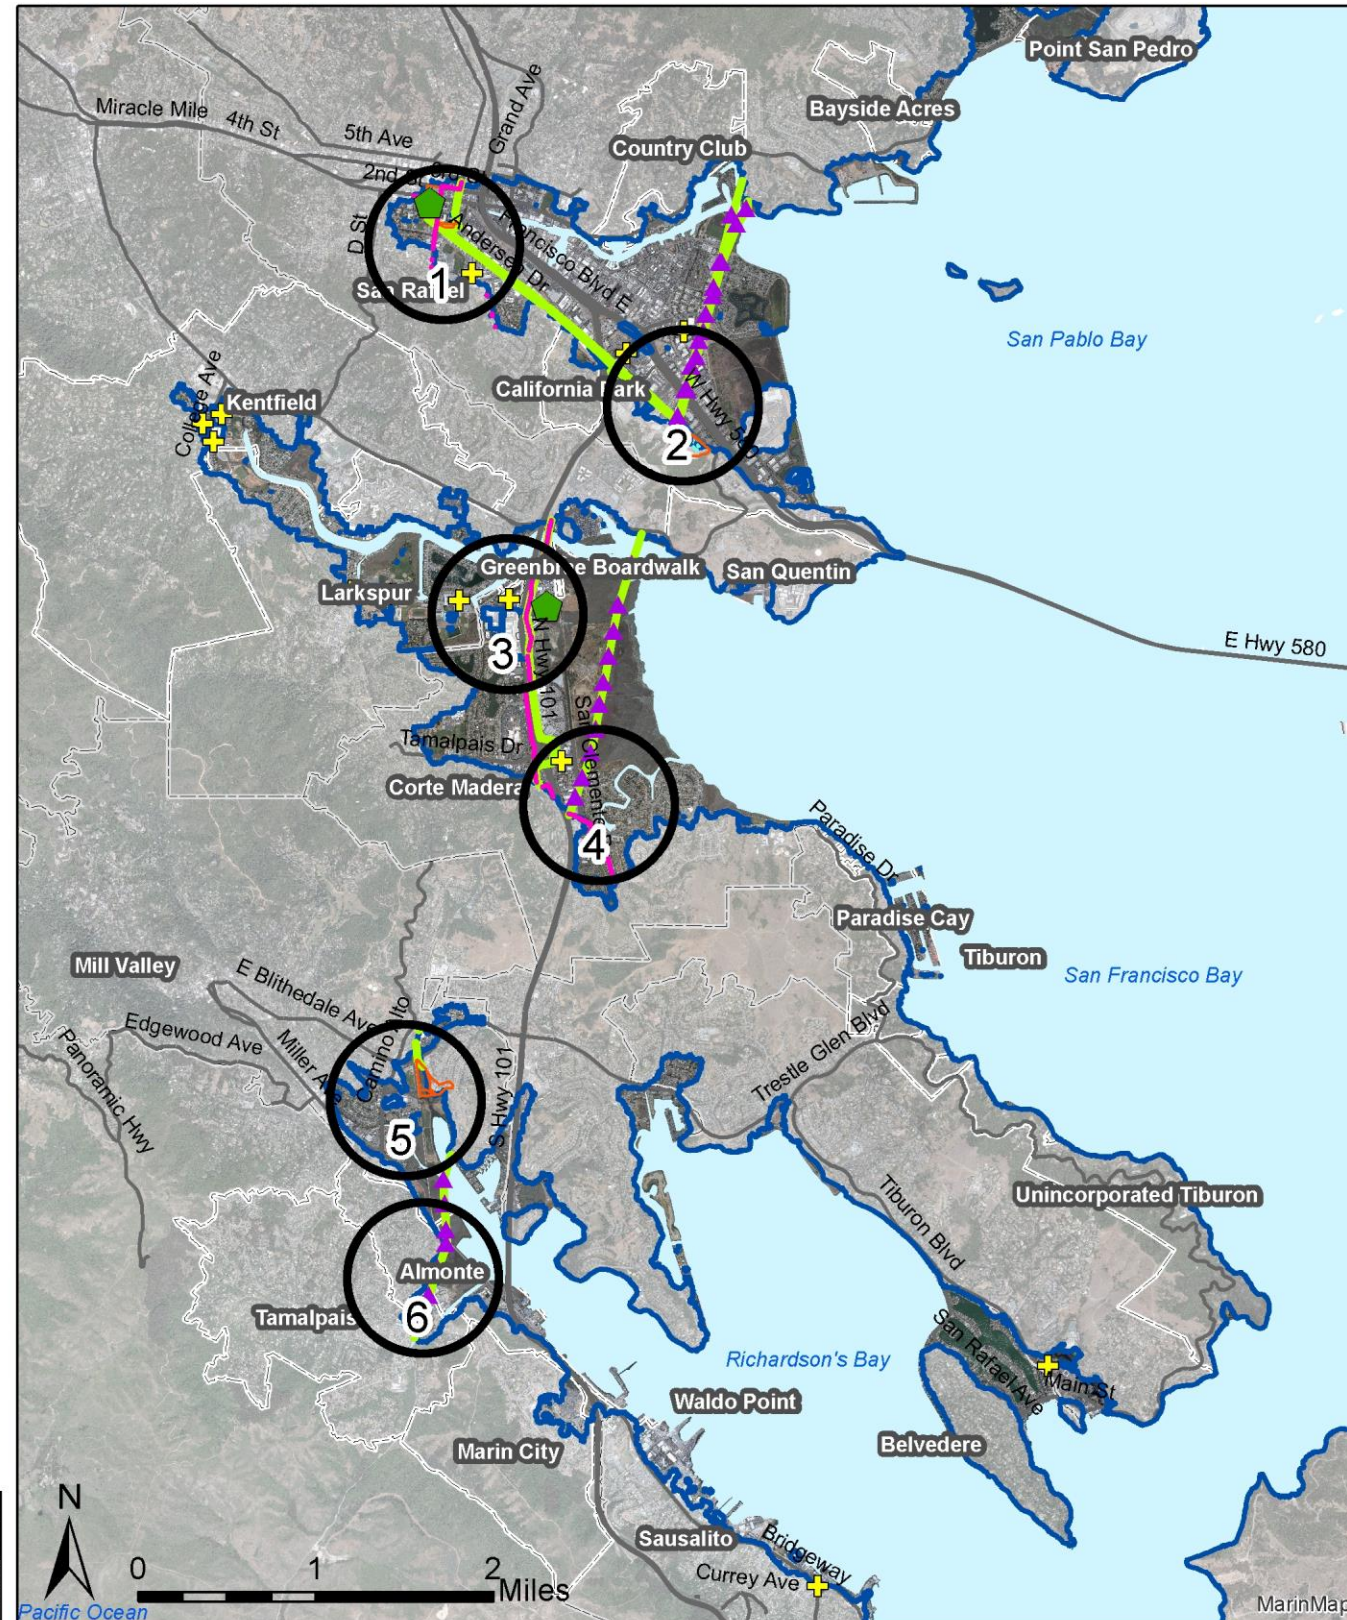 Point San Pedro
Bayside Acres
Miracle Mile
4th St
5th Ave
Grand Ave
Country Club
2nd St
3rd St
D St
Andersen Dr
Francisco Blvd E
1
San Rafael
San Pablo Bay
California Park
W Hwy 580
2
College Ave
Kentfield
Greenbrae Boardwalk
San Quentin
Larkspur
E Hwy 580
3
N Hwy 101
San Clemente
Tamalpais Dr
Corte Madera
4
Paradise Dr
Paradise Cay
Tiburon
San Francisco Bay
Mill Valley
E Blithedale Ave
Camino Alto
Edgewood Ave
Miller Ave
Panoramic Hwy
S Hwy 101
Trestle Glen Blvd
5
Unincorporated Tiburon
Tiburon Blvd
Almonte
6
Tamalpais
San Rafael Ave
Main St
Richardson's Bay
Waldo Point
Belvedere
Marin City
Sausalito
Bridgeway
Currey Ave
N
0 1 2
Miles
Pacific Ocean
MarinMap